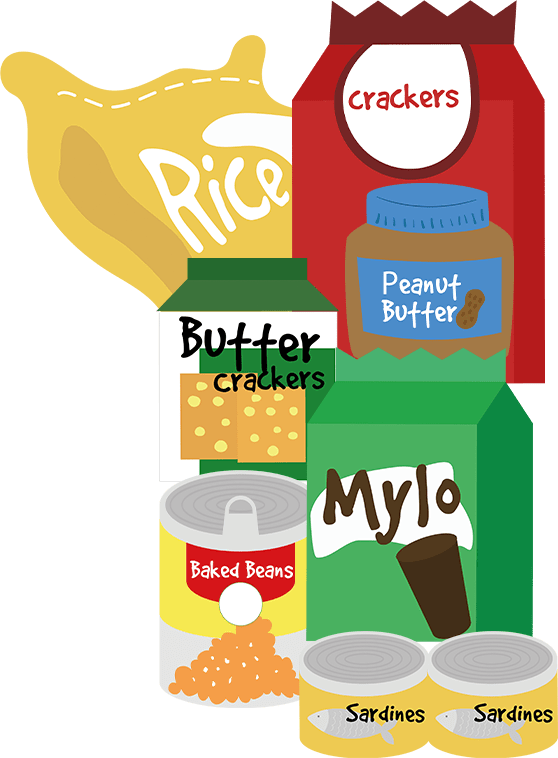 crackers
Rice
Peanut
Butter
Butter
crackers
Mylo
Baked Beans
Sardines
Sardines